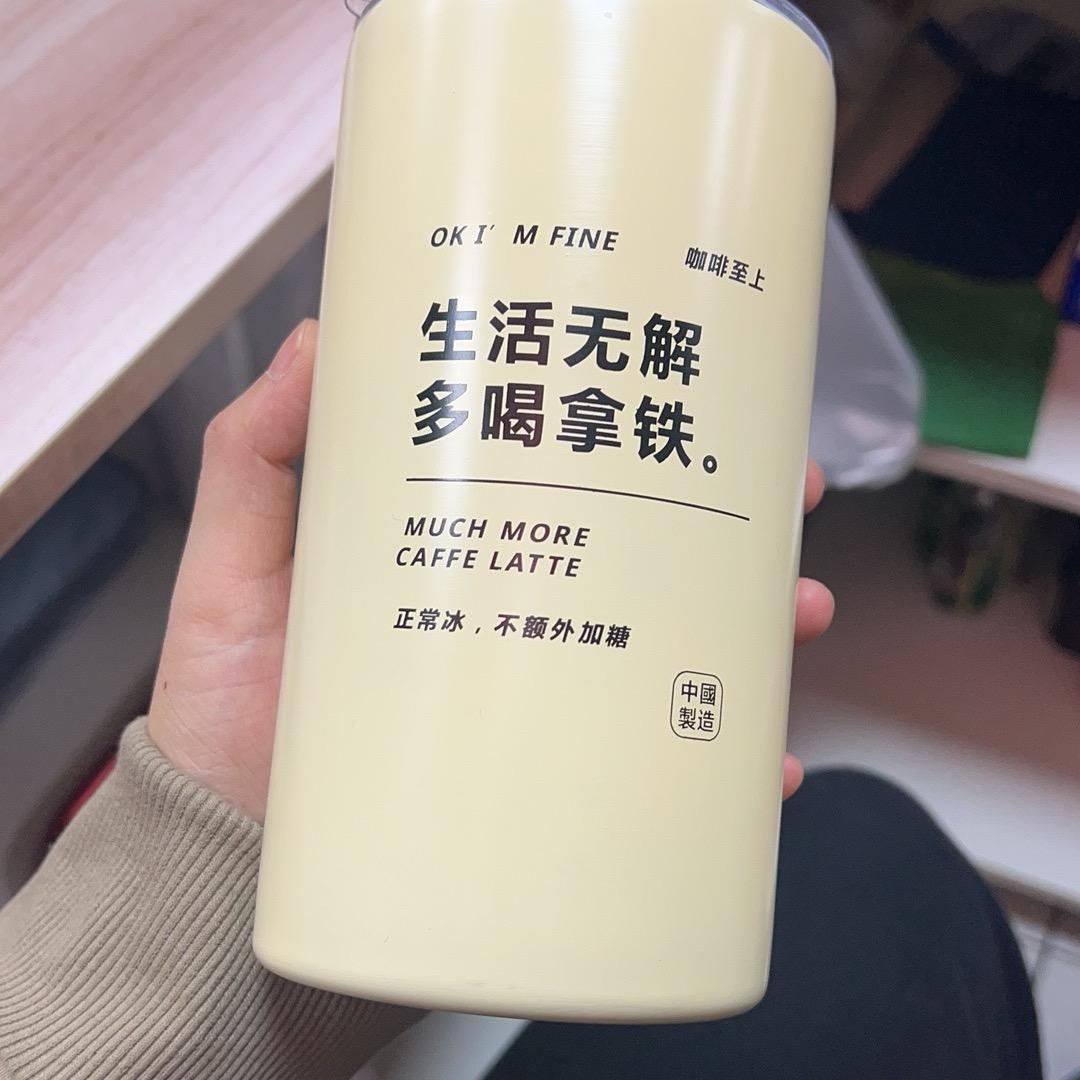 OK I' M FINE
咖啡至上
生活无解
多喝拿铁。
MUCH MORE
CAFFE LATTE
正常冰，不额外加糖
中國
製造